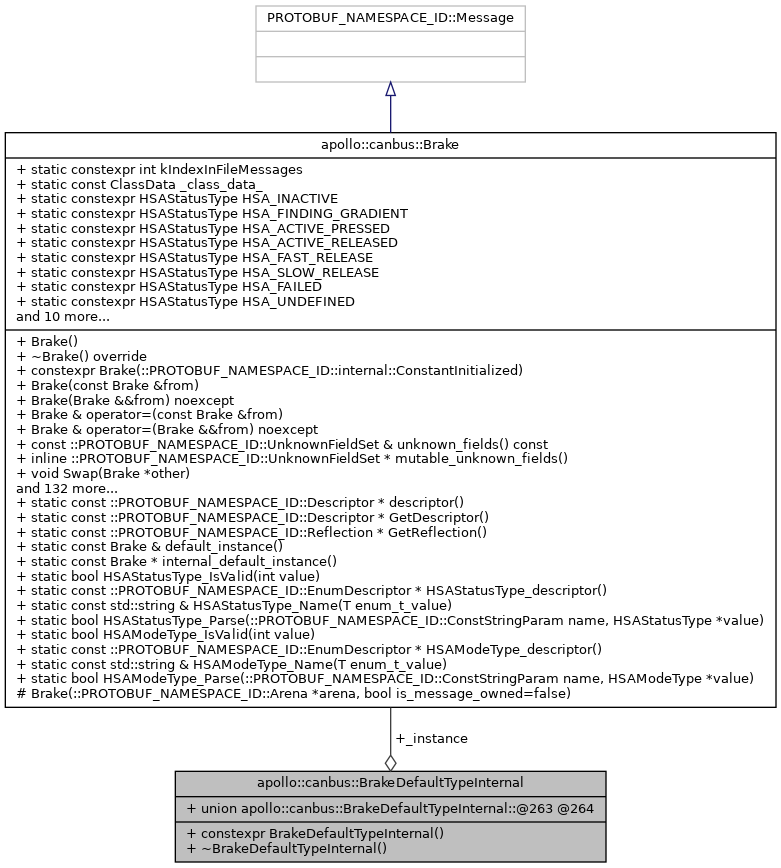 PROTOBUF_NAMESPACE_ID::Message
apollo::canbus::Brake
+ static constexpr int kIndexInFileMessages
+ static const ClassData _class_data_
+ static constexpr HSAStatusType HSA_INACTIVE
+ static constexpr HSAStatusType HSA_FINDING_GRADIENT
+ static constexpr HSAStatusType HSA_ACTIVE_PRESSED
+ static constexpr HSAStatusType HSA_ACTIVE_RELEASED
+ static constexpr HSAStatusType HSA_FAST_RELEASE
+ static constexpr HSAStatusType HSA_SLOW_RELEASE
+ static constexpr HSAStatusType HSA_FAILED
+ static constexpr HSAStatusType HSA_UNDEFINED
and 10 more...
+ Brake()
+ ~Brake() override
+ constexpr Brake(::PROTOBUF_NAMESPACE_ID::internal::ConstantInitialized)
+ Brake(const Brake &from)
+ Brake(Brake &&from) noexcept
+ Brake & operator=(const Brake &from)
+ Brake & operator=(Brake &&from) noexcept
+ const ::PROTOBUF_NAMESPACE_ID::UnknownFieldSet & unknown_fields() const
+ inline ::PROTOBUF_NAMESPACE_ID::UnknownFieldSet * mutable_unknown_fields()
+ void Swap(Brake *other)
and 132 more...
+ static const ::PROTOBUF_NAMESPACE_ID::Descriptor * descriptor()
+ static const ::PROTOBUF_NAMESPACE_ID::Descriptor * GetDescriptor()
+ static const ::PROTOBUF_NAMESPACE_ID::Reflection * GetReflection()
+ static const Brake & default_instance()
+ static const Brake * internal_default_instance()
+ static bool HSAStatusType_IsValid(int value)
+ static const ::PROTOBUF_NAMESPACE_ID::EnumDescriptor * HSAStatusType_descriptor()
+ static const std::string & HSAStatusType_Name(T enum_t_value)
+ static bool HSAStatusType_Parse(::PROTOBUF_NAMESPACE_ID::ConstStringParam name, HSAStatusType *value)
+ static bool HSAModeType_IsValid(int value)
+ static const ::PROTOBUF_NAMESPACE_ID::EnumDescriptor * HSAModeType_descriptor()
+ static const std::string & HSAModeType_Name(T enum_t_value)
+ static bool HSAModeType_Parse(::PROTOBUF_NAMESPACE_ID::ConstStringParam name, HSAModeType *value)
# Brake(::PROTOBUF_NAMESPACE_ID::Arena *arena, bool is_message_owned=false)
+_instance
apollo::canbus::BrakeDefaultTypeInternal
+ union apollo::canbus::BrakeDefaultTypeInternal::@263 @264
+ constexpr BrakeDefaultTypeInternal()
+ ~BrakeDefaultTypeInternal()